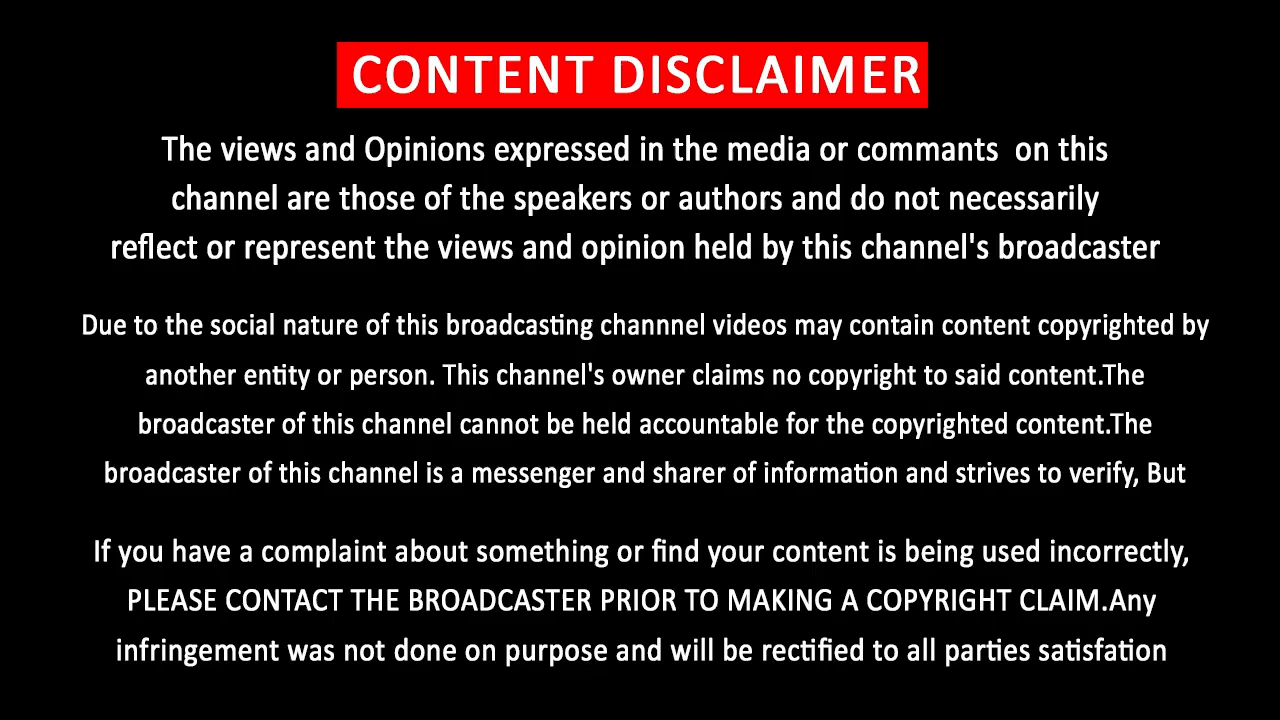 CONTENT DISCLAIMER
The views and Opinions expressed in the media or commants on this
channel are those of the speakers or authors and do not necessarily
reflect or represent the views and opinion held by this channel's broadcaster
Due to the social nature of this broadcasting channnel videos may contain content copyrighted by
another entity or person. This channel's owner claims no copyright to said content.The
broadcaster of this channel cannot be held accountable for the copyrighted content.The
broadcaster of this channel is a messenger and sharer of information and strives to verify, But
If you have a complaint about something or find your content is being used incorrectly,
PLEASE CONTACT THE BROADCASTER PRIOR TO MAKING A COPYRIGHT CLAIM.Any
infringement was not done on purpose and will be rectified to all parties satisfation